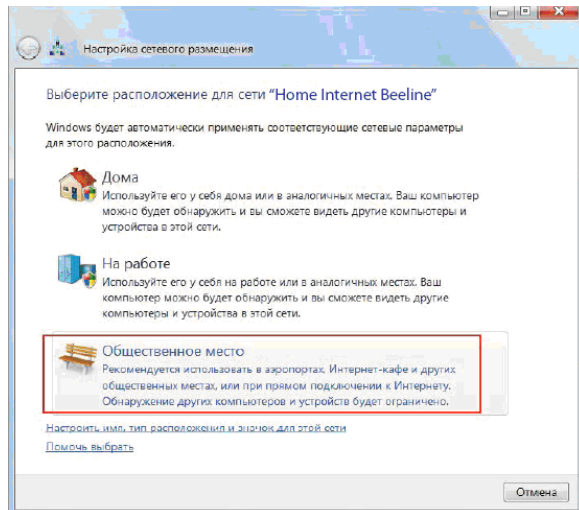 Настройка сетевого размещения
Выберите расположение для сети "Home Internet Beeline"
Windows будет автоматически применять соответствующие сетевые параметры
для этого расположения.
Дома
Используйте его у себя дома или в аналогичных местах. Ваш компьютер
можно будет обнаружить и вы сможете видеть другие компьютеры и
устройства в этой сети.
На работе
Используйте его у себя на работе или в аналогичных местах. Ваш
компьютер можно будет обнаружить и вы сможете видеть другие
компьютеры и устройства в этой сети.
Общественное место
Рекомендуется использовать в аэропортах, Интернет-кафе и других
общественных местах, или при прямом подключении к Интернету.
Обнаружение других компьютеров и устройств будет ограничено.
Настроить имя, тип расположения и значок для этой сети
Помочь выбрать
Отмена